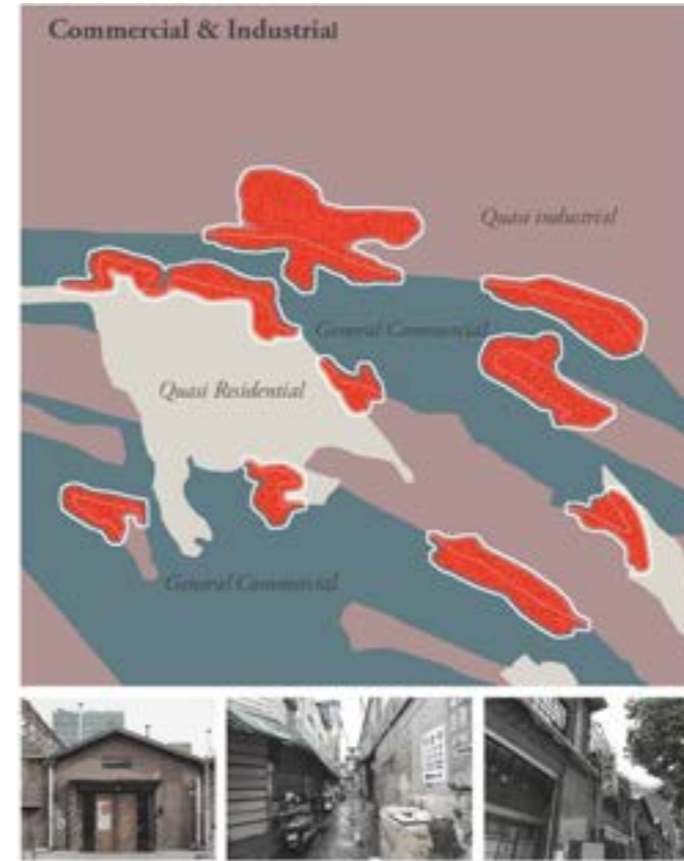 Commercial & Industrial
Quasi industrial
General Commercial
Quasi Residential
General Commercial